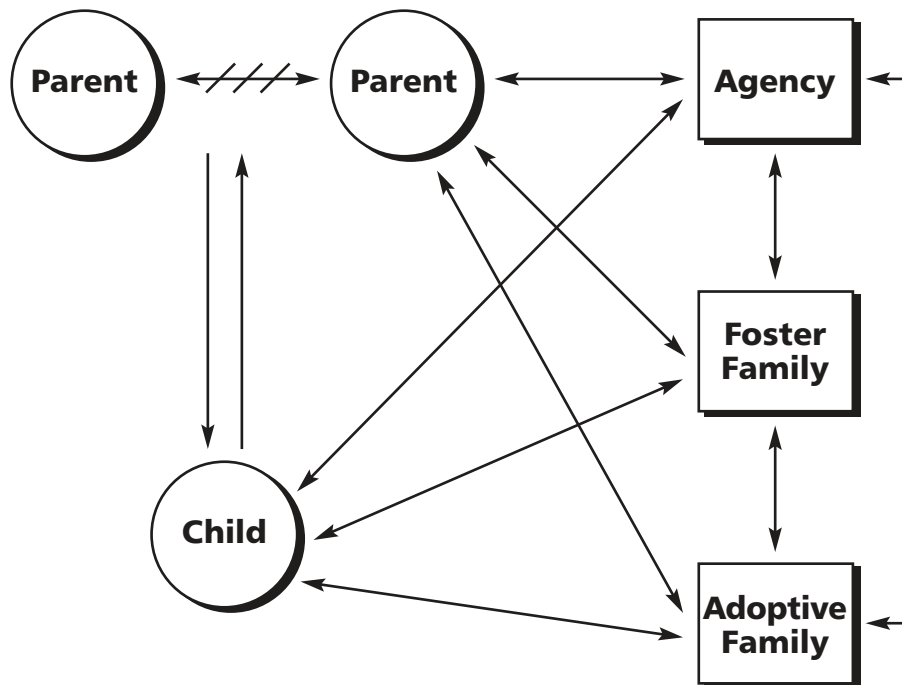 Parent
Parent
Agency
Foster
Family
Child
Adoptive
Family